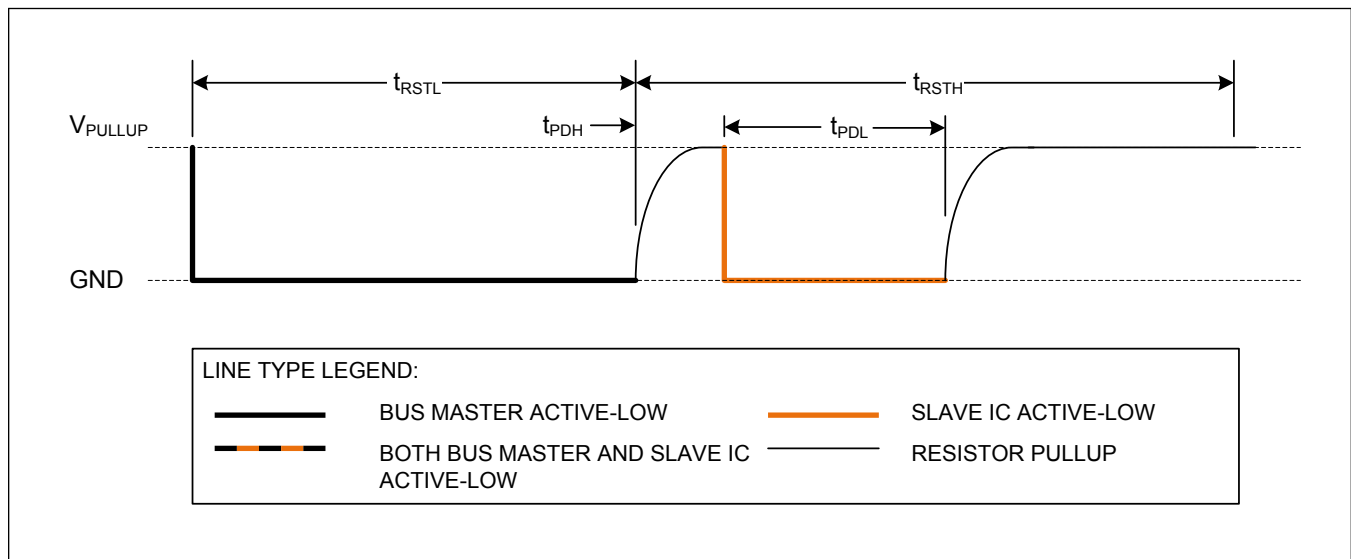 tRSTL
tRSTH
VPULLUP
tPDH
tPDL
GND
LINE TYPE LEGEND:
BUS MASTER ACTIVE-LOW
SLAVE IC ACTIVE-LOW
BOTH BUS MASTER AND SLAVE IC
ACTIVE-LOW
RESISTOR PULLUP